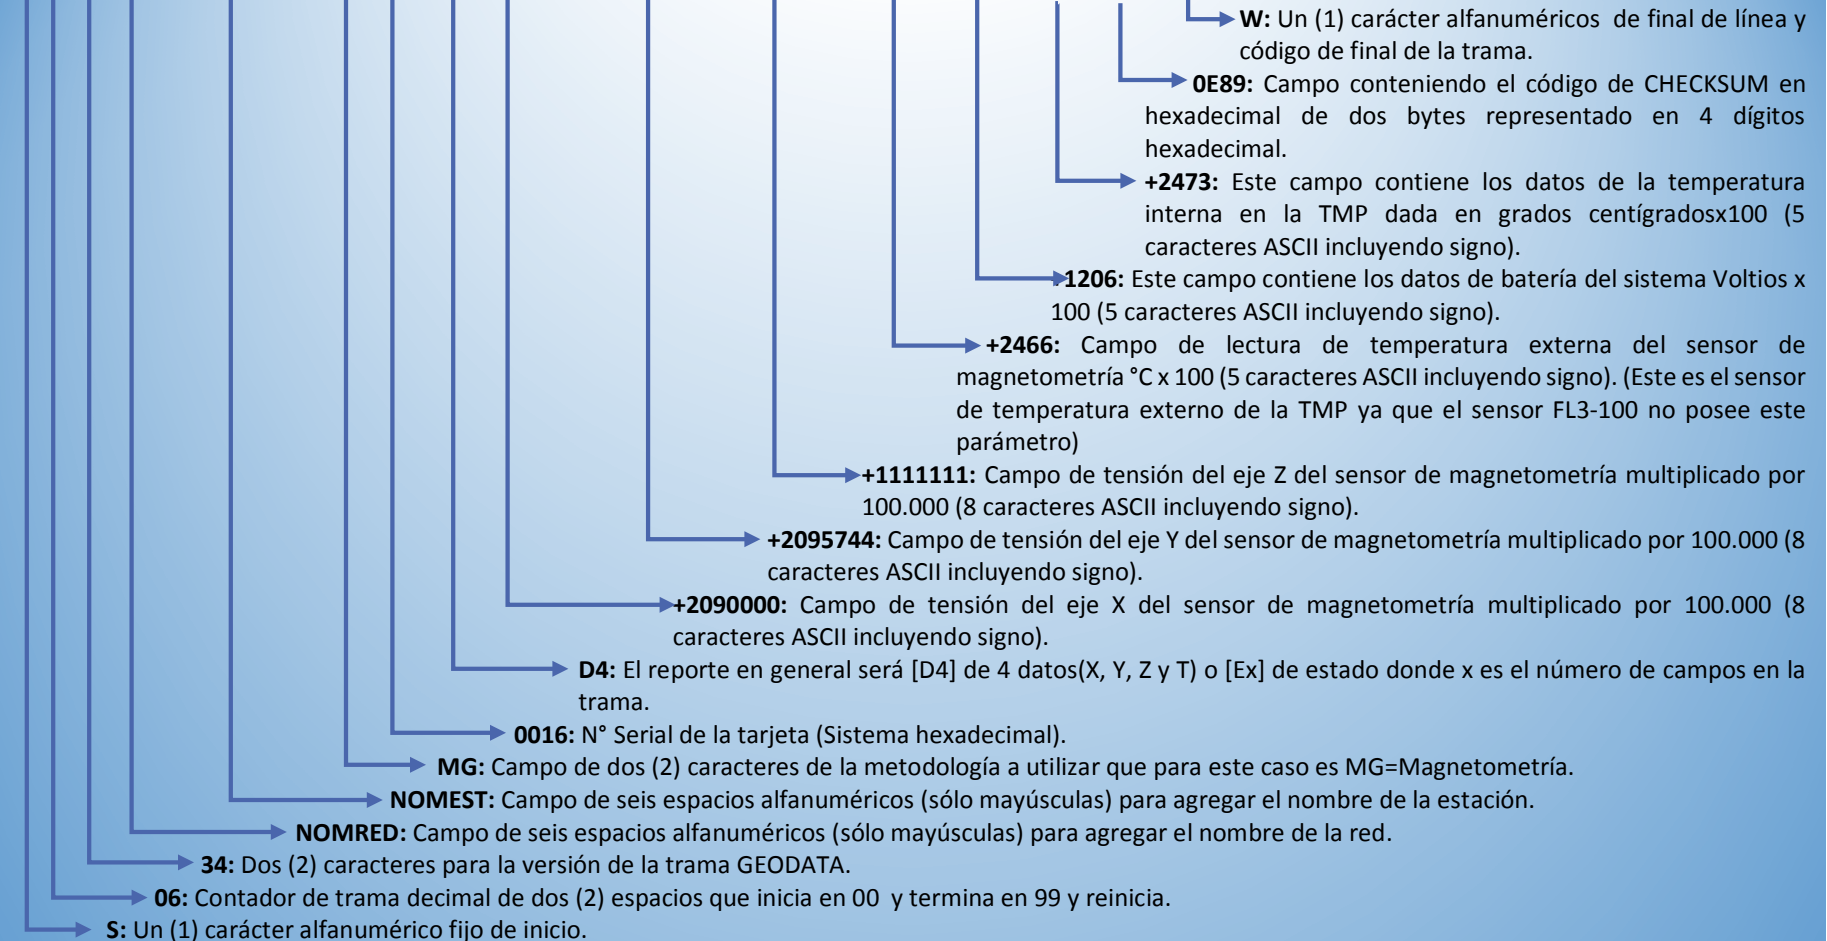 W: Un (1) carácter alfanuméricos de final de línea y
código de final de la trama.
0E89: Campo conteniendo el código de CHECKSUM en
hexadecimal de dos bytes representado en 4 dígitos
hexadecimal.
+2473: Este campo contiene los datos de la temperatura
interna en la TMP dada en grados centígradosx100 (5
caracteres ASCII incluyendo signo).
+1206: Este campo contiene los datos de batería del sistema Voltios x
100 (5 caracteres ASCII incluyendo signo).
+2466: Campo de lectura de temperatura externa del sensor de
magnetometría °C x 100 (5 caracteres ASCII incluyendo signo). (Este es el sensor
de temperatura externo de la TMP ya que el sensor FL3-100 no posee este
parámetro)
+1111111: Campo de tensión del eje Z del sensor de magnetometría multiplicado por
100.000 (8 caracteres ASCII incluyendo signo).
+2095744: Campo de tensión del eje Y del sensor de magnetometría multiplicado por 100.000 (8
caracteres ASCII incluyendo signo).
+2090000: Campo de tensión del eje X del sensor de magnetometría multiplicado por 100.000 (8
caracteres ASCII incluyendo signo).
D4: El reporte en general será [D4] de 4 datos(X, Y, Z y T) o [Ex] de estado donde x es el número de campos en la
trama.
0016: N° Serial de la tarjeta (Sistema hexadecimal).
MG: Campo de dos (2) caracteres de la metodología a utilizar que para este caso es MG=Magnetometría.
NOMEST: Campo de seis espacios alfanuméricos (sólo mayúsculas) para agregar el nombre de la estación.
NOMRED: Campo de seis espacios alfanuméricos (sólo mayúsculas) para agregar el nombre de la red.
34: Dos (2) caracteres para la versión de la trama GEODATA.
06: Contador de trama decimal de dos (2) espacios que inicia en 00 y termina en 99 y reinicia.
S: Un (1) carácter alfanumérico fijo de inicio.